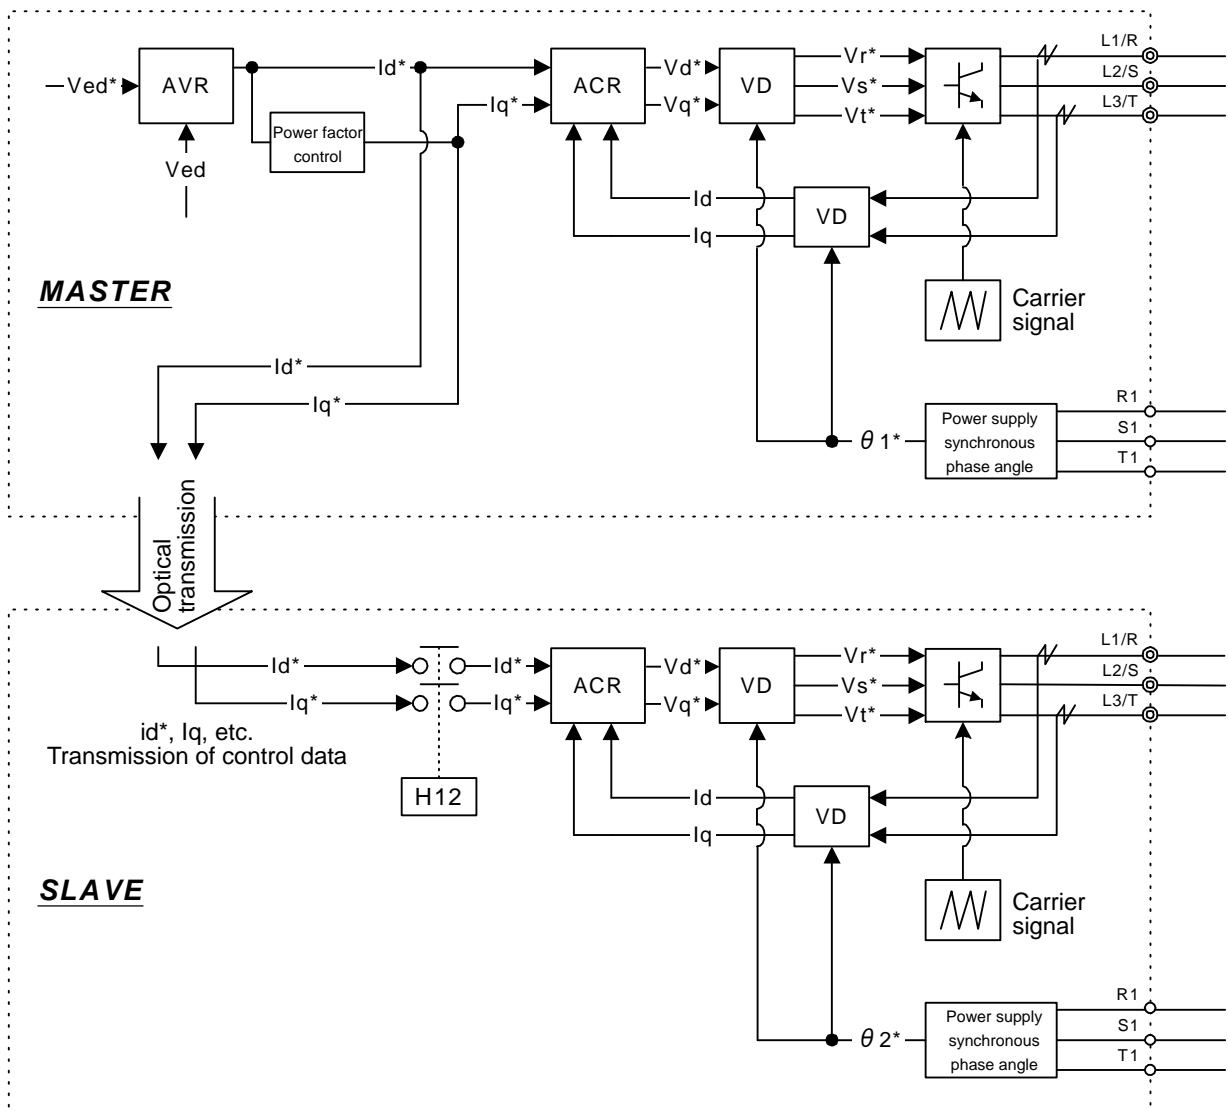 L1/R
Id*
Vd*
Vr*
Ved*
AVR
ACR
VD
Vs*
L2/S
Iq*
Vq*
Vt*
L3/T
Power factor
control
Ved
Id
VD
Iq
MASTER
Carrier
signal
Id*
Iq*
R1
Power supply
synchronous
phase angle
θ1*
S1
T1
Optical
transmission
L1/R
Id*
Id*
Vd*
Vr*
ACR
VD
Vs*
L2/S
Iq*
Iq*
Vq*
Vt*
L3/T
id*, Iq, etc.
Transmission of control data
H12
Id
VD
Iq
SLAVE
Carrier
signal
R1
Power supply
synchronous
phase angle
θ2*
S1
T1